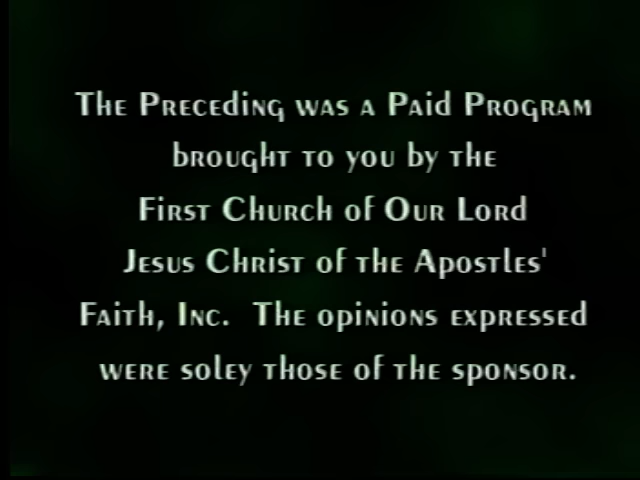 The Preceding was a Paid Program
brought to you by the
First Church of Our Lord
Jesus Christ of the Apostles'
Faith, Inc. The opinions expressed
were soley those of the sponsor.